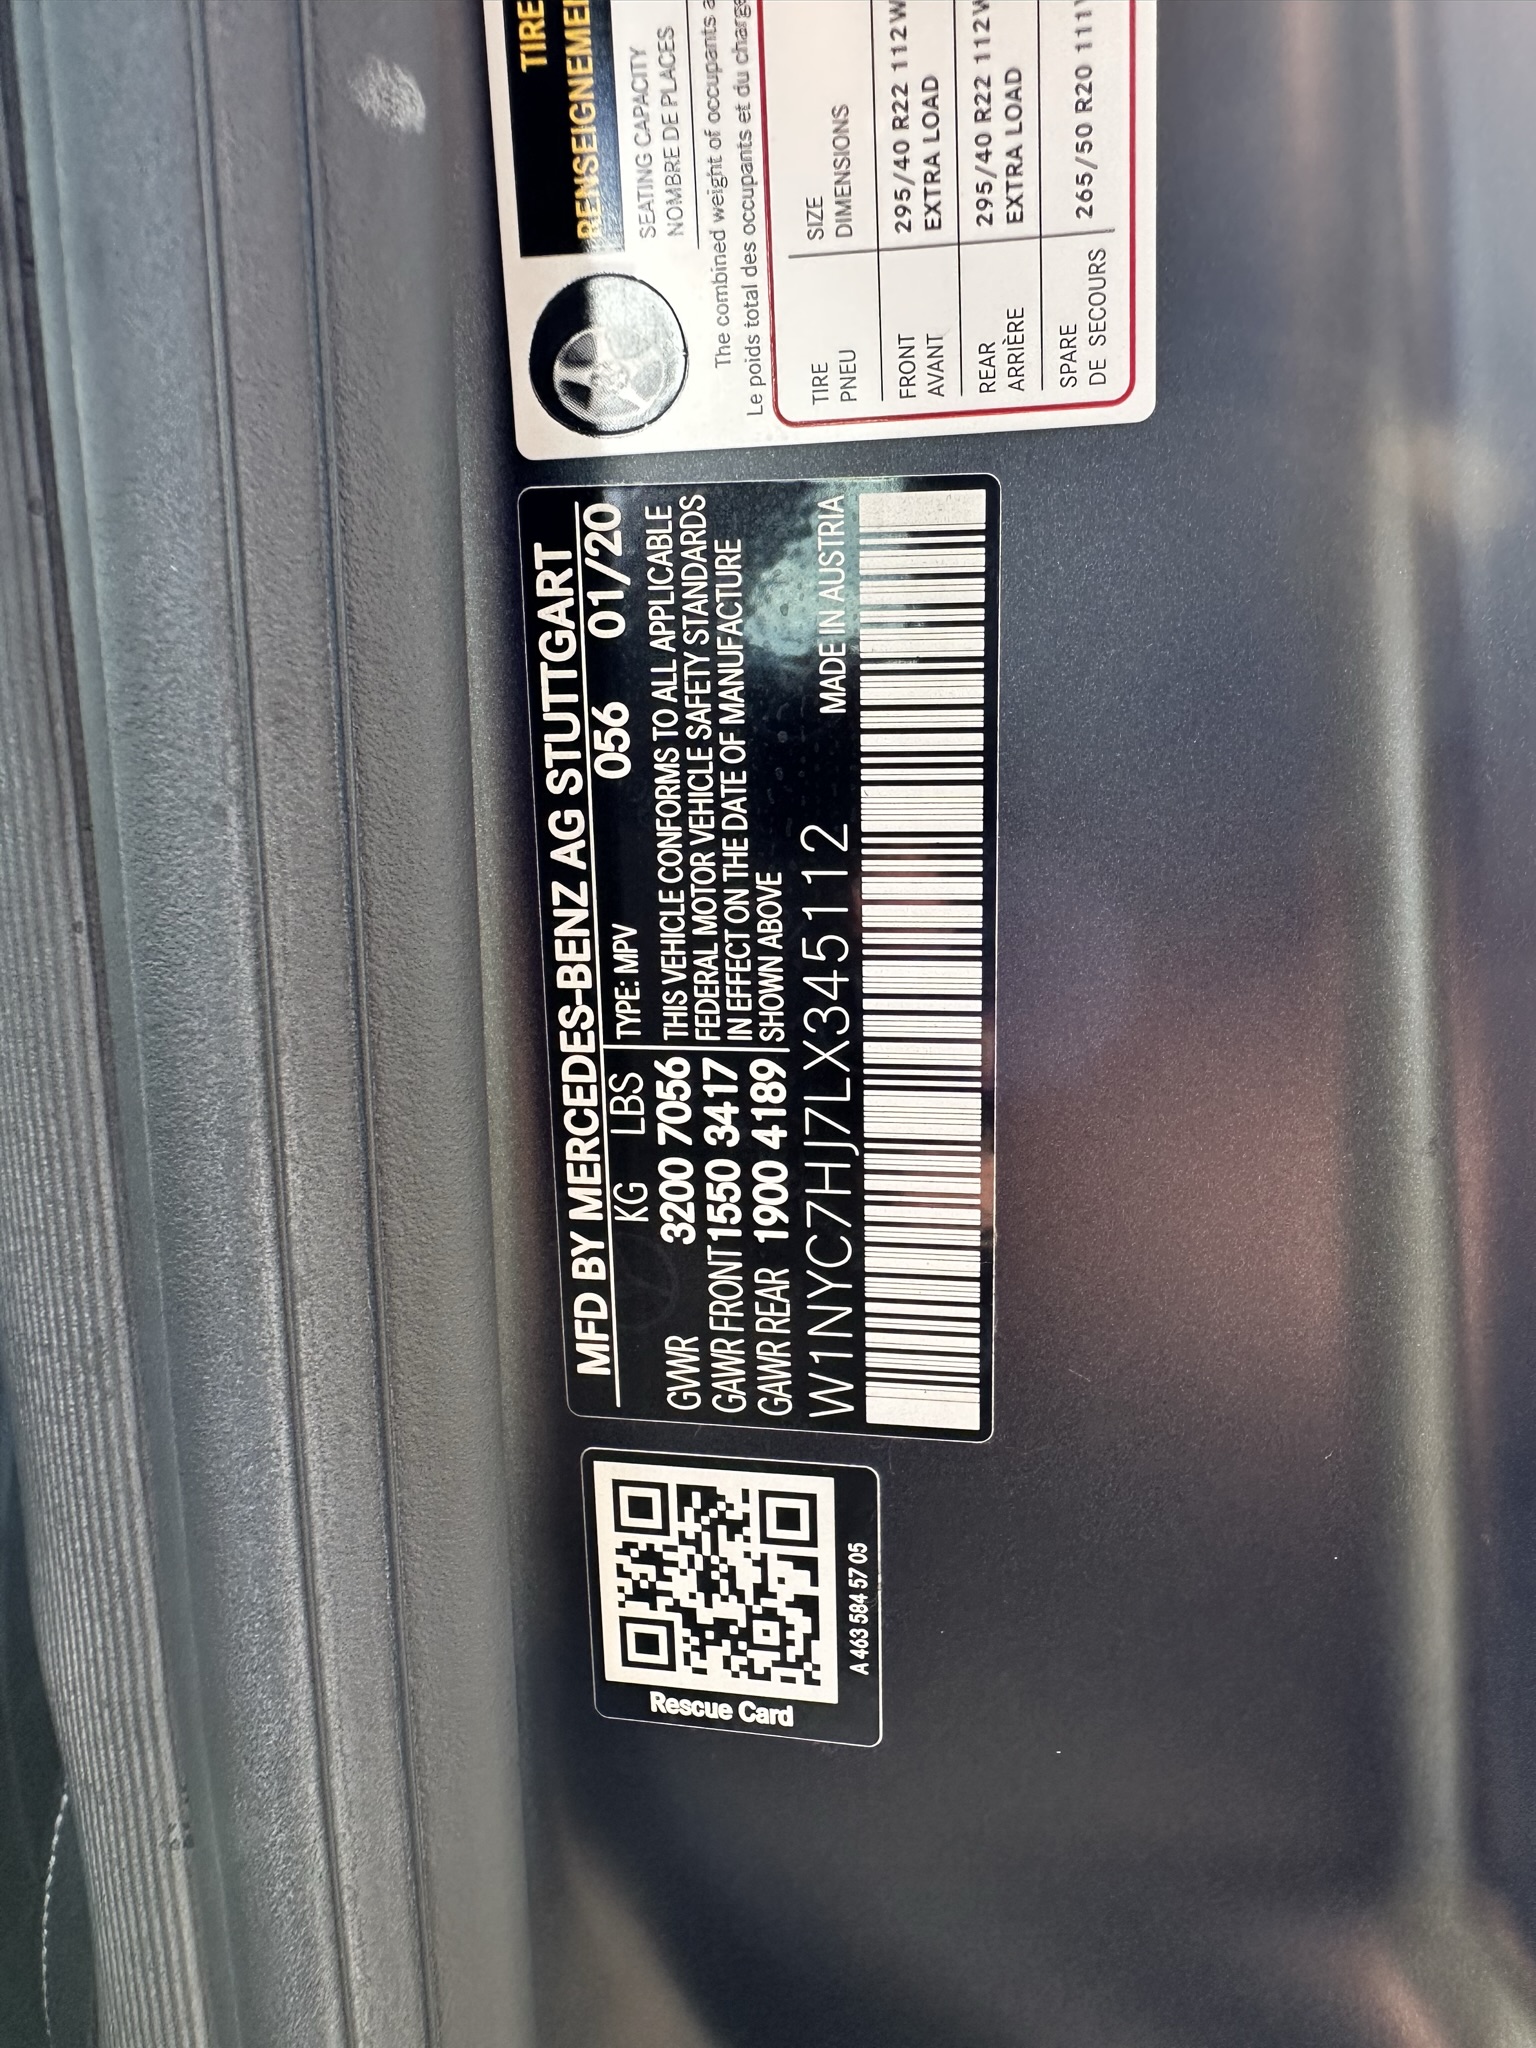 MFD BY MERCEDES-BENZ AG STUTTGART
KG LBS TYPE: MPV 056 01/20
GVWR 3200 7056
GAWR FRONT 1550 3417
GAWR REAR 1900 4189
THIS VEHICLE CONFORMS TO ALL APPLICABLE
FEDERAL MOTOR VEHICLE SAFETY STANDARDS
IN EFFECT ON THE DATE OF MANUFACTURE
SHOWN ABOVE
W1NYC7HJ7LX345112 MADE IN AUSTRIA
Rescue Card
A 463 584 57 05
TIRE
SEATING CAPACITY
NOMBRE DE PLACES
The combined weight of occupants
Le poids total des occupants et du
TIRE SIZE
PNEU DIMENSIONS
FRONT 295/40 R22 112W
AVANT EXTRA LOAD
REAR 295/40 R22 112W
ARRIÈRE EXTRA LOAD
SPARE 265/50 R20 111
DE SECOURS